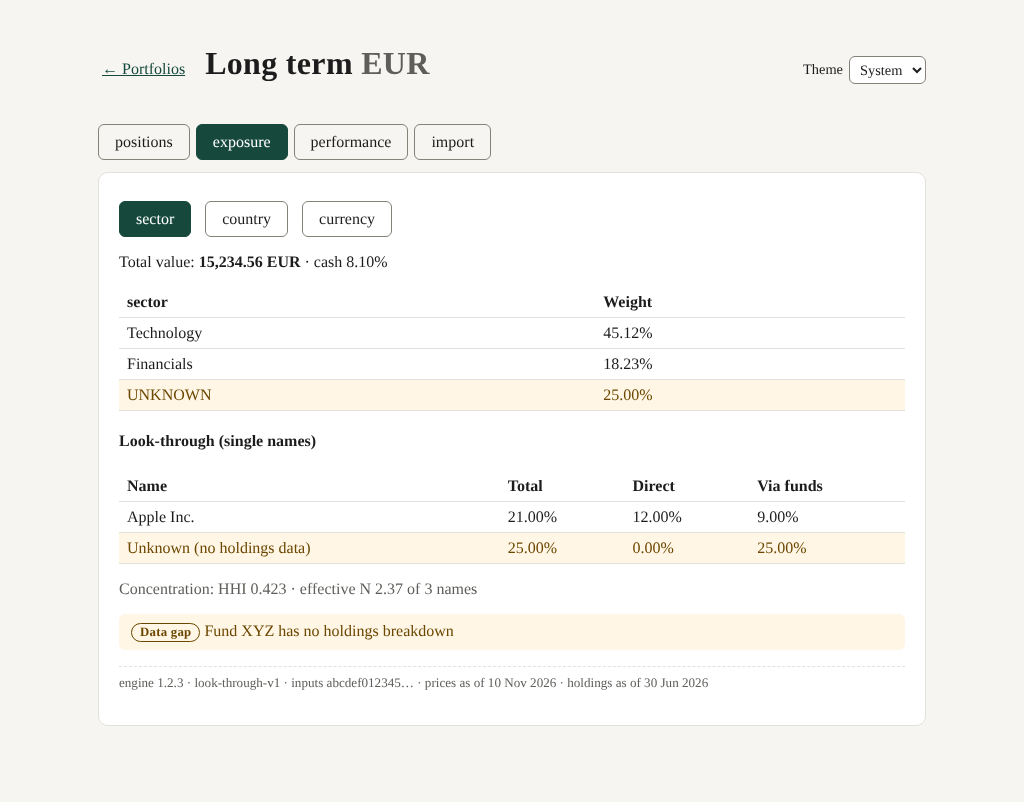 ← Portfolios Long term EUR Theme System
positions exposure performance import
sector country currency
Total value: 15,234.56 EUR · cash 8.10%
sector Weight
Technology 45.12%
Financials 18.23%
UNKNOWN 25.00%
Look-through (single names)
Name Total Direct Via funds
Apple Inc. 21.00% 12.00% 9.00%
Unknown (no holdings data) 25.00% 0.00% 25.00%
Concentration: HHI 0.423 · effective N 2.37 of 3 names
Data gap Fund XYZ has no holdings breakdown
engine 1.2.3 · look-through-v1 · inputs abcdef012345… · prices as of 10 Nov 2026 · holdings as of 30 Jun 2026